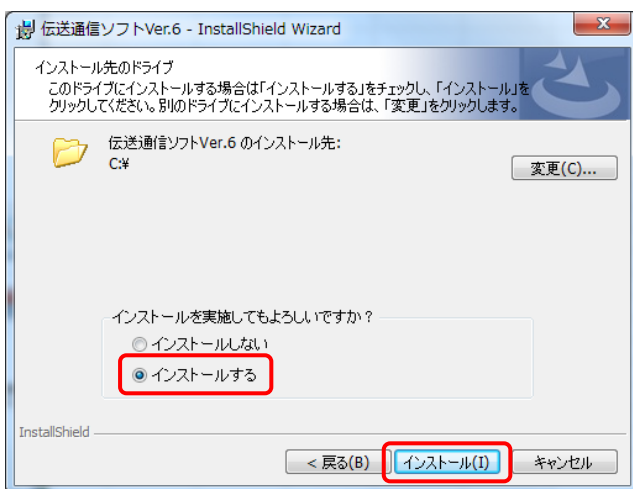 伝送通信ソフトVer.6 - InstallShield Wizard
インストール先のドライブ
このドライブにインストールする場合は「インストールする」をチェックし、「インストール」を
クリックしてください。別のドライブにインストールする場合は、「変更」をクリックします。
伝送通信ソフトVer.6 のインストール先:
C:¥
変更(C)...
インストールを実施してもよろしいですか?
インストールしない
インストールする
InstallShield
< 戻る(B)
インストール(I)
キャンセル